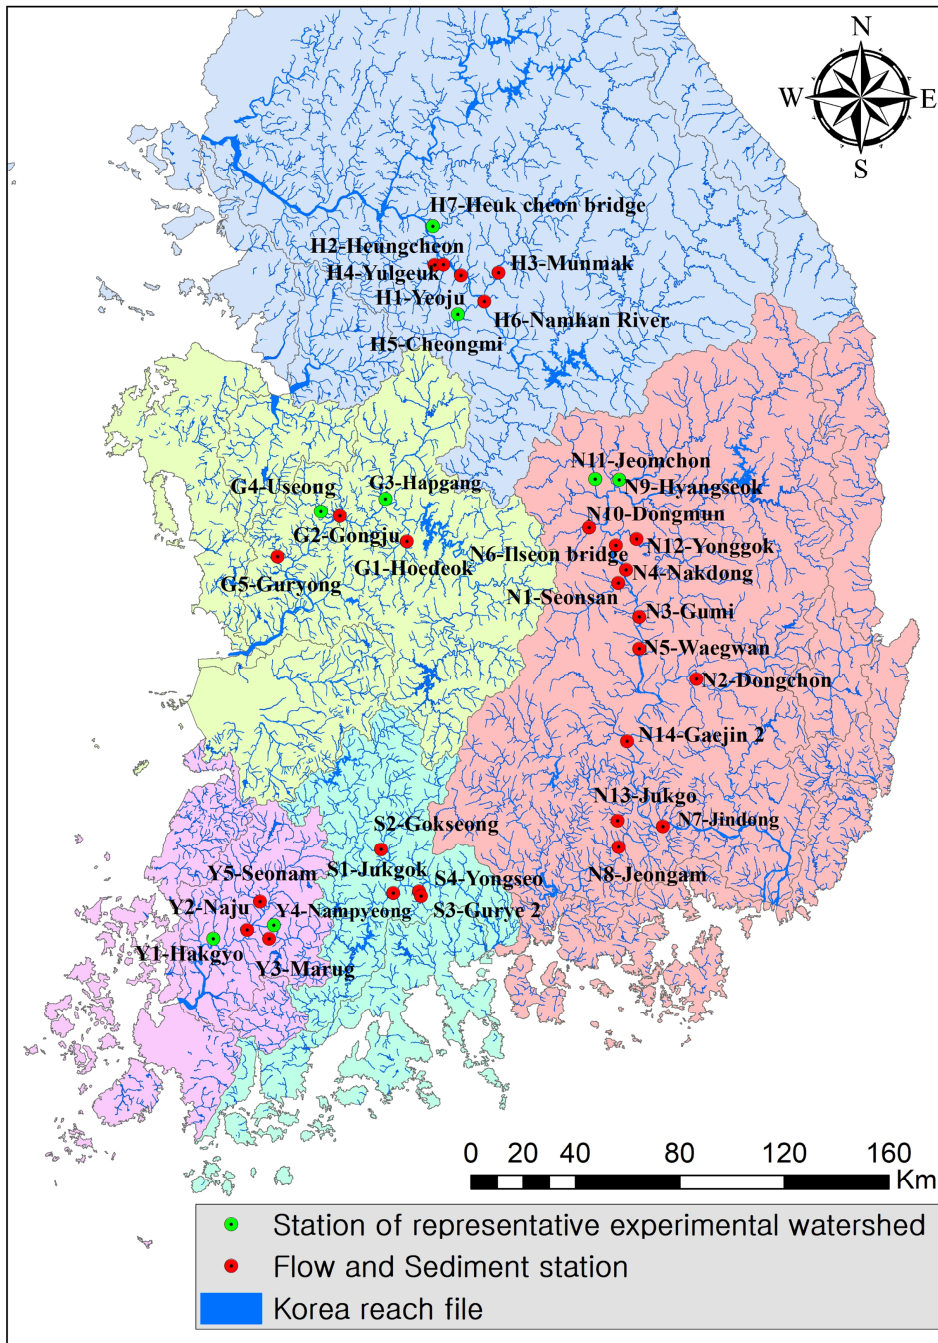 N
W E
S
H7-Heuk cheon bridge
H2-Heungcheon
H3-Munmak
H4-Yulgeuk
H1-Yeoju
H6-Namhan River
H5-Cheongmi
N11-Jeomchon
G3-Hapgang
G4-Useong
N9-Hyangseok
N10-Dongmun
G2-Gongju
N12-Yonggok
N6-Ilseon bridge
G1-Hoedeok
N4-Nakdong
G5-Guryong
N1-Seonsan
N3-Gumi
N5-Waegwan
N2-Dongchon
N14-Gaejin 2
N13-Jukgo
N7-Jindong
S2-Gokseong
S1-Jukgok
Y5-Seonam
N8-Jeongam
S4-Yongseo
Y2-Naju
Y4-Nampyeong
S3-Gurye 2
Y1-Hakgyo
Y3-Marug
0 20 40 80 120 160
Km
Station of representative experimental watershed
Flow and Sediment station
Korea reach file